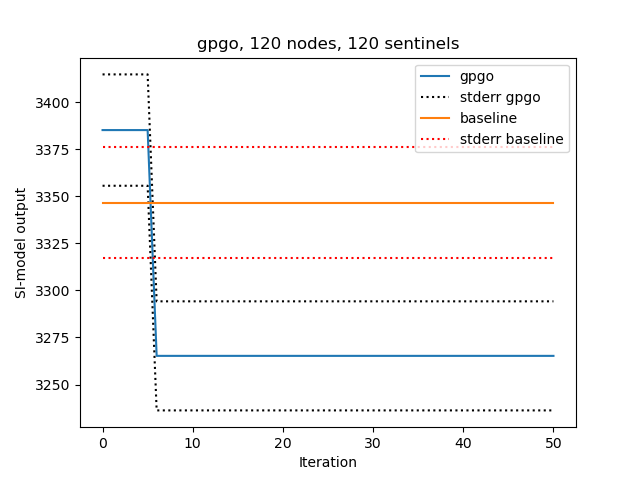 gpgo, 120 nodes, 120 sentinels
gpgo
stderr gpgo
baseline
stderr baseline
SI-model output
3400
3375
3350
3325
3300
3275
3250
0 10 20 30 40 50
Iteration